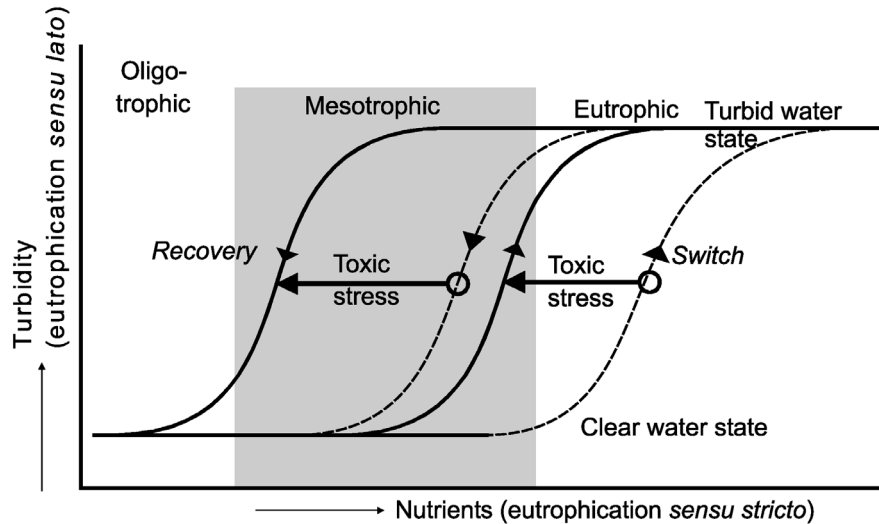 Oligo-
trophic
Mesotrophic
Eutrophic
Turbid water
state
Recovery
Toxic
stress
Toxic
stress
Switch
Clear water state
Turbidity
(eutrophication sensu lato)
Nutrients (eutrophication sensu stricto)